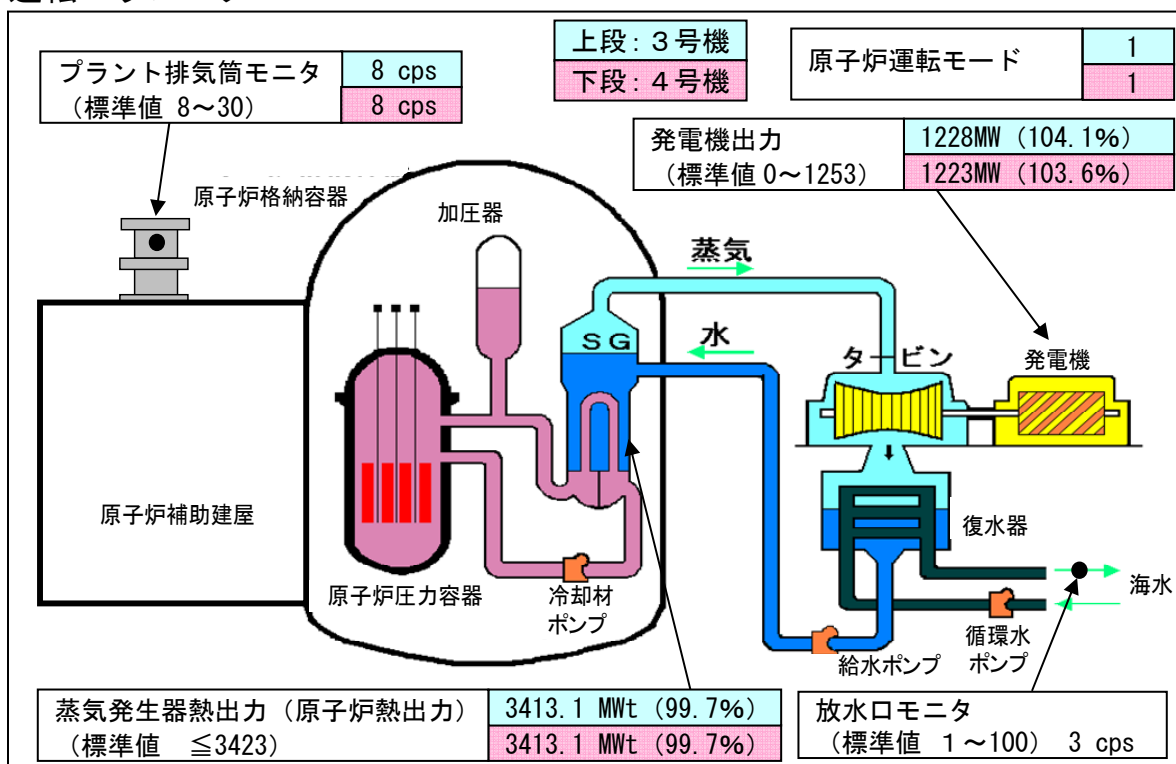 上段：３号機
下段：４号機
原子炉運転モード
1
1
プラント排気筒モニタ
（標準値 8～30）
8 cps
8 cps
発電機出力
（標準値 0～1253）
1228MW (104.1%)
1223MW (103.6%)
原子炉格納容器
加圧器
蒸気
ＳＧ
水
タービン
発電機
原子炉補助建屋
復水器
原子炉圧力容器
冷却材
ポンプ
海水
給水ポンプ
循環水
ポンプ
蒸気発生器熱出力（原子炉熱出力）
（標準値　≦3423）
3413.1 MWt (99.7%)
3413.1 MWt (99.7%)
放水口モニタ
（標準値　１～100） 3 cps